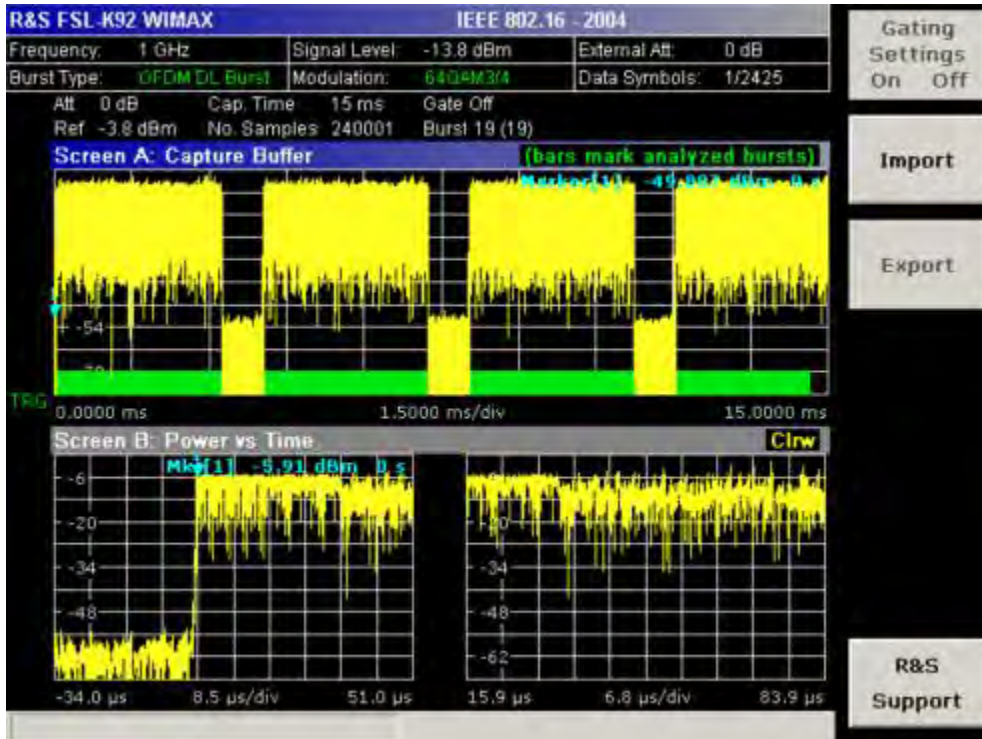 R&S FSL-K92 WIMAX IEEE 802.16 - 2004
Frequency: 1 GHz Signal Level: -13.8 dBm External Att: 0 dB
Burst Type: OFDM DL Burst Modulation: 64QAM3/4 Data Symbols: 1/2425
Att 0 dB Cap. Time 15 ms Gate Off
Ref -3.8 dBm No. Samples 240001 Burst 19 (19)
Screen A: Capture Buffer (bars mark analyzed bursts)
Marker[1] dBm 0 s
-54
TRG
0.0000 ms 1.5000 ms/div 15.0000 ms
Screen B: Power vs Time Clrw
Mkr[1] -5.91 dBm 0 s
-6
-20 -20
-34 -34
-48 -48
-62
-34.0 µs 8.5 µs/div 51.0 µs 15.9 µs 6.8 µs/div 83.9 µs
Gating
Settings
On Off
Import
Export
R&S
Support